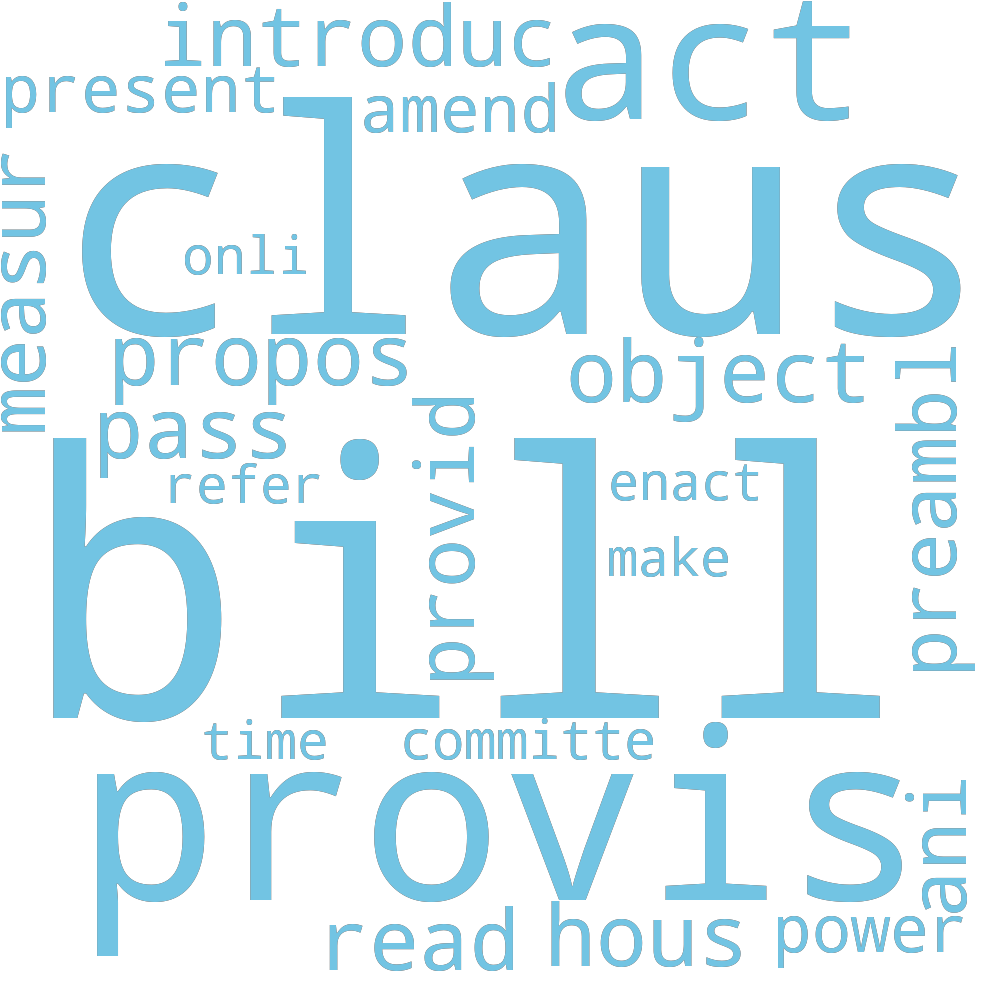 introduc
act
present
amend
claus
measur
onli
propos
object
preambl
pass
provid
bill
refer
enact
make
time
committe
provis
ani
read
hous
power